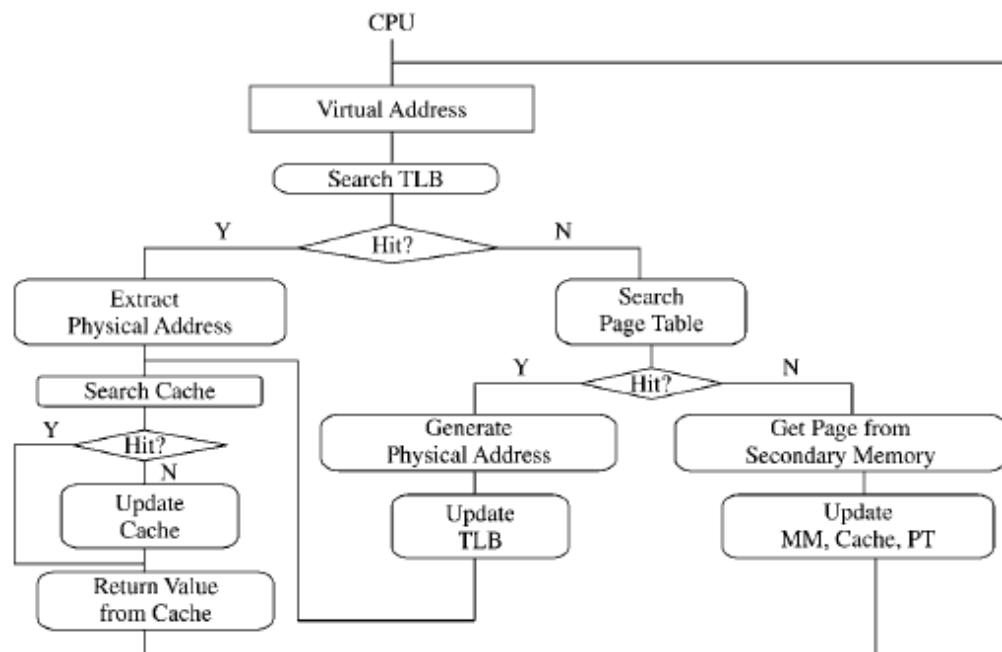 CPU
Virtual Address
Search TLB
Y
Hit?
N
Extract
Physical Address
Search
Page Table
Search Cache
Y
Hit?
N
Y
Hit?
N
Generate
Physical Address
Get Page from
Secondary Memory
Update
Cache
Update
TLB
Update
MM, Cache, PT
Return Value
from Cache